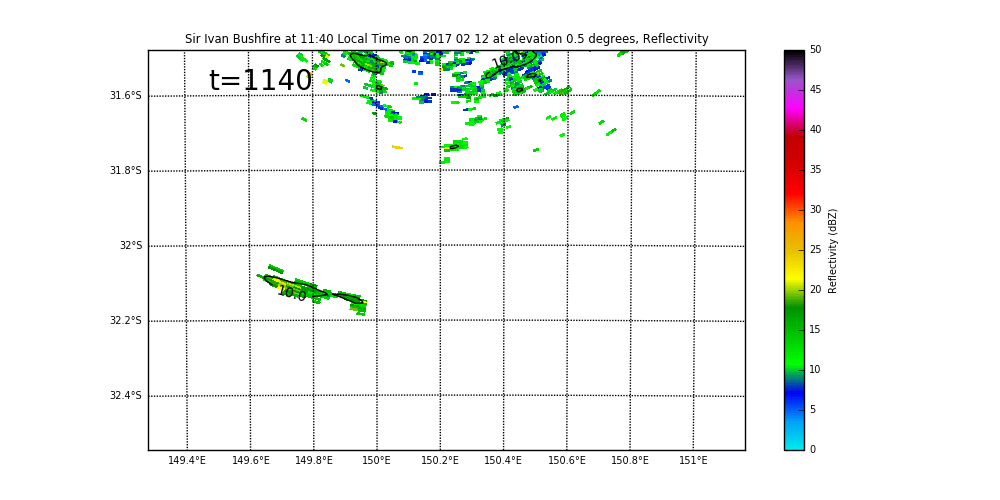 Sir Ivan Bushfire at 11:40 Local Time on 2017 02 12 at elevation 0.5 degrees, Reflectivity
t=1140
10.0
10.0
31.6°S
31.8°S
32°S
32.2°S
32.4°S
149.4°E 149.6°E 149.8°E 150°E 150.2°E 150.4°E 150.6°E 150.8°E 151°E
50
45
40
35
30
25
20
15
10
5
0
Reflectivity (dBZ)